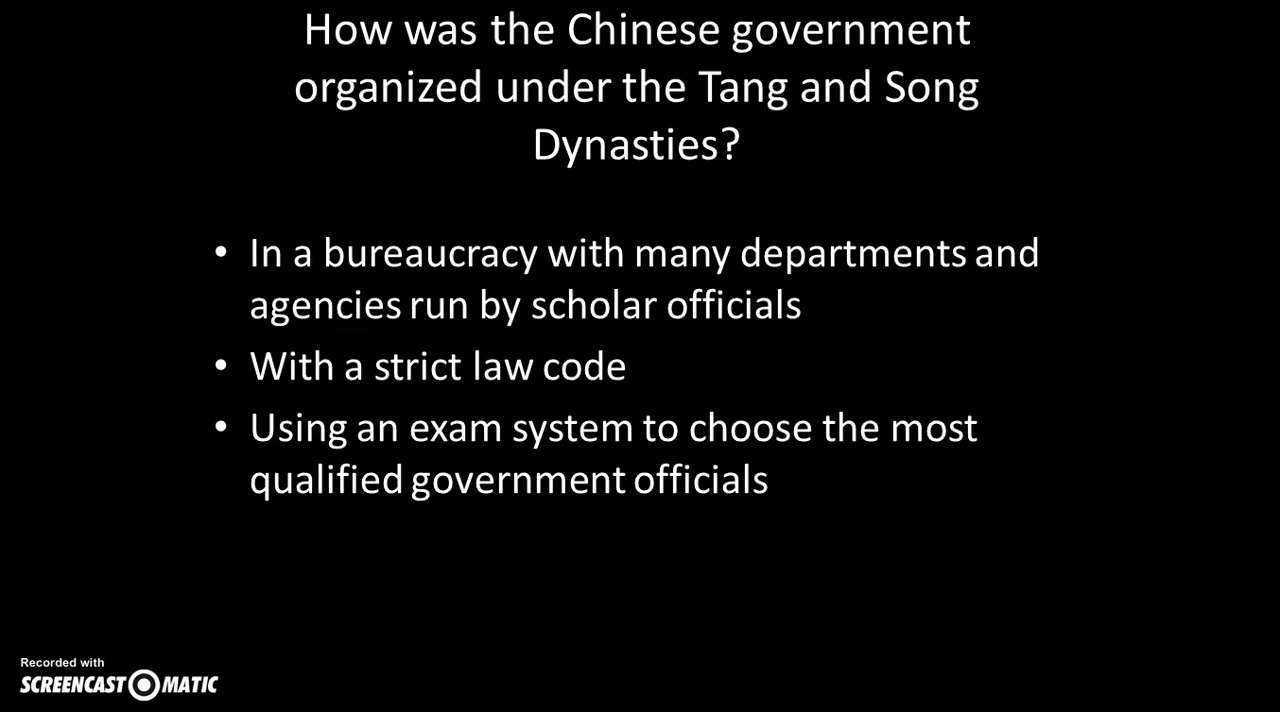 How was the Chinese government
organized under the Tang and Song
Dynasties?
• In a bureaucracy with many departments and
agencies run by scholar officials
• With a strict law code
• Using an exam system to choose the most
qualified government officials
Recorded with
SCREENCAST O MATIC